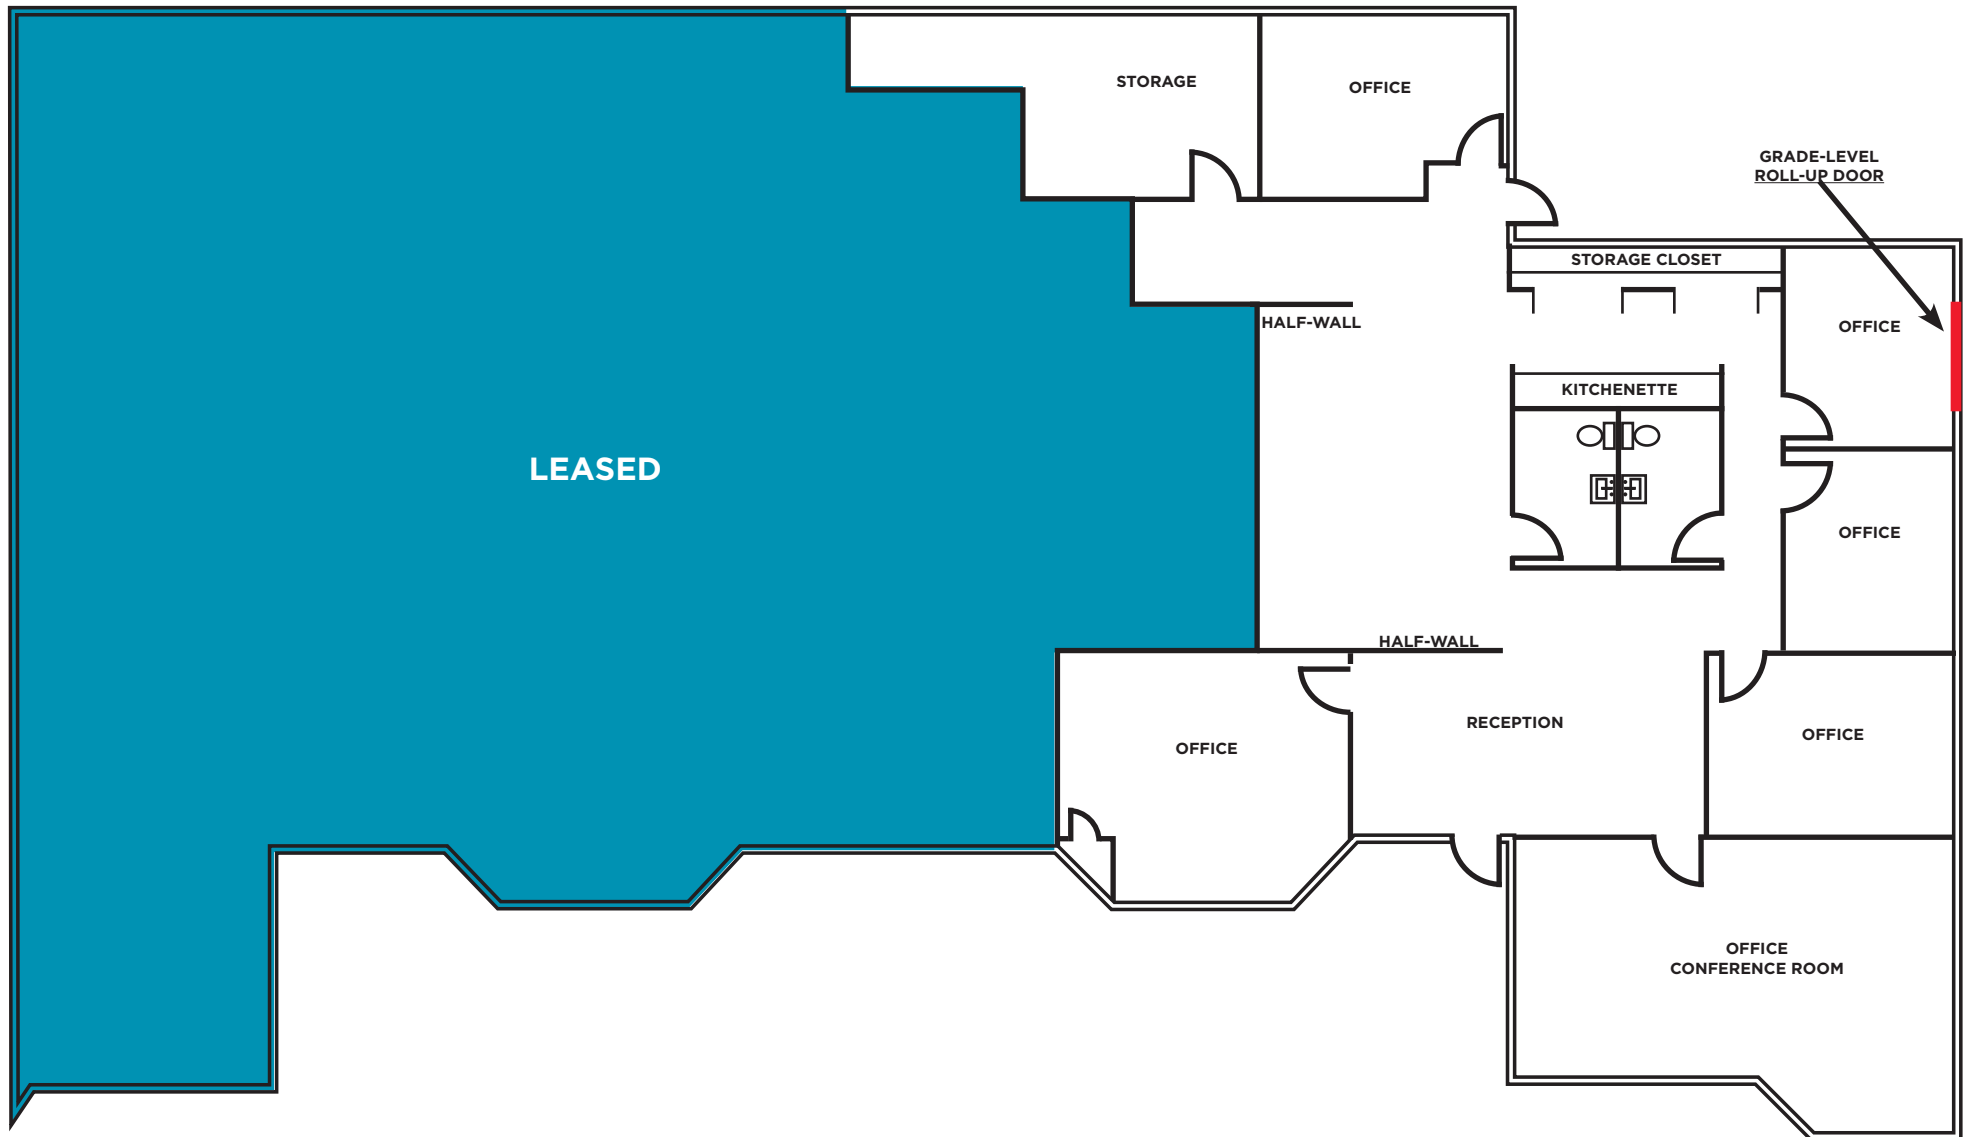 STORAGE
OFFICE
GRADE-LEVEL
ROLL-UP DOOR
STORAGE CLOSET
HALF-WALL
OFFICE
KITCHENETTE
LEASED
OFFICE
HALF-WALL
RECEPTION
OFFICE
OFFICE
OFFICE
CONFERENCE ROOM